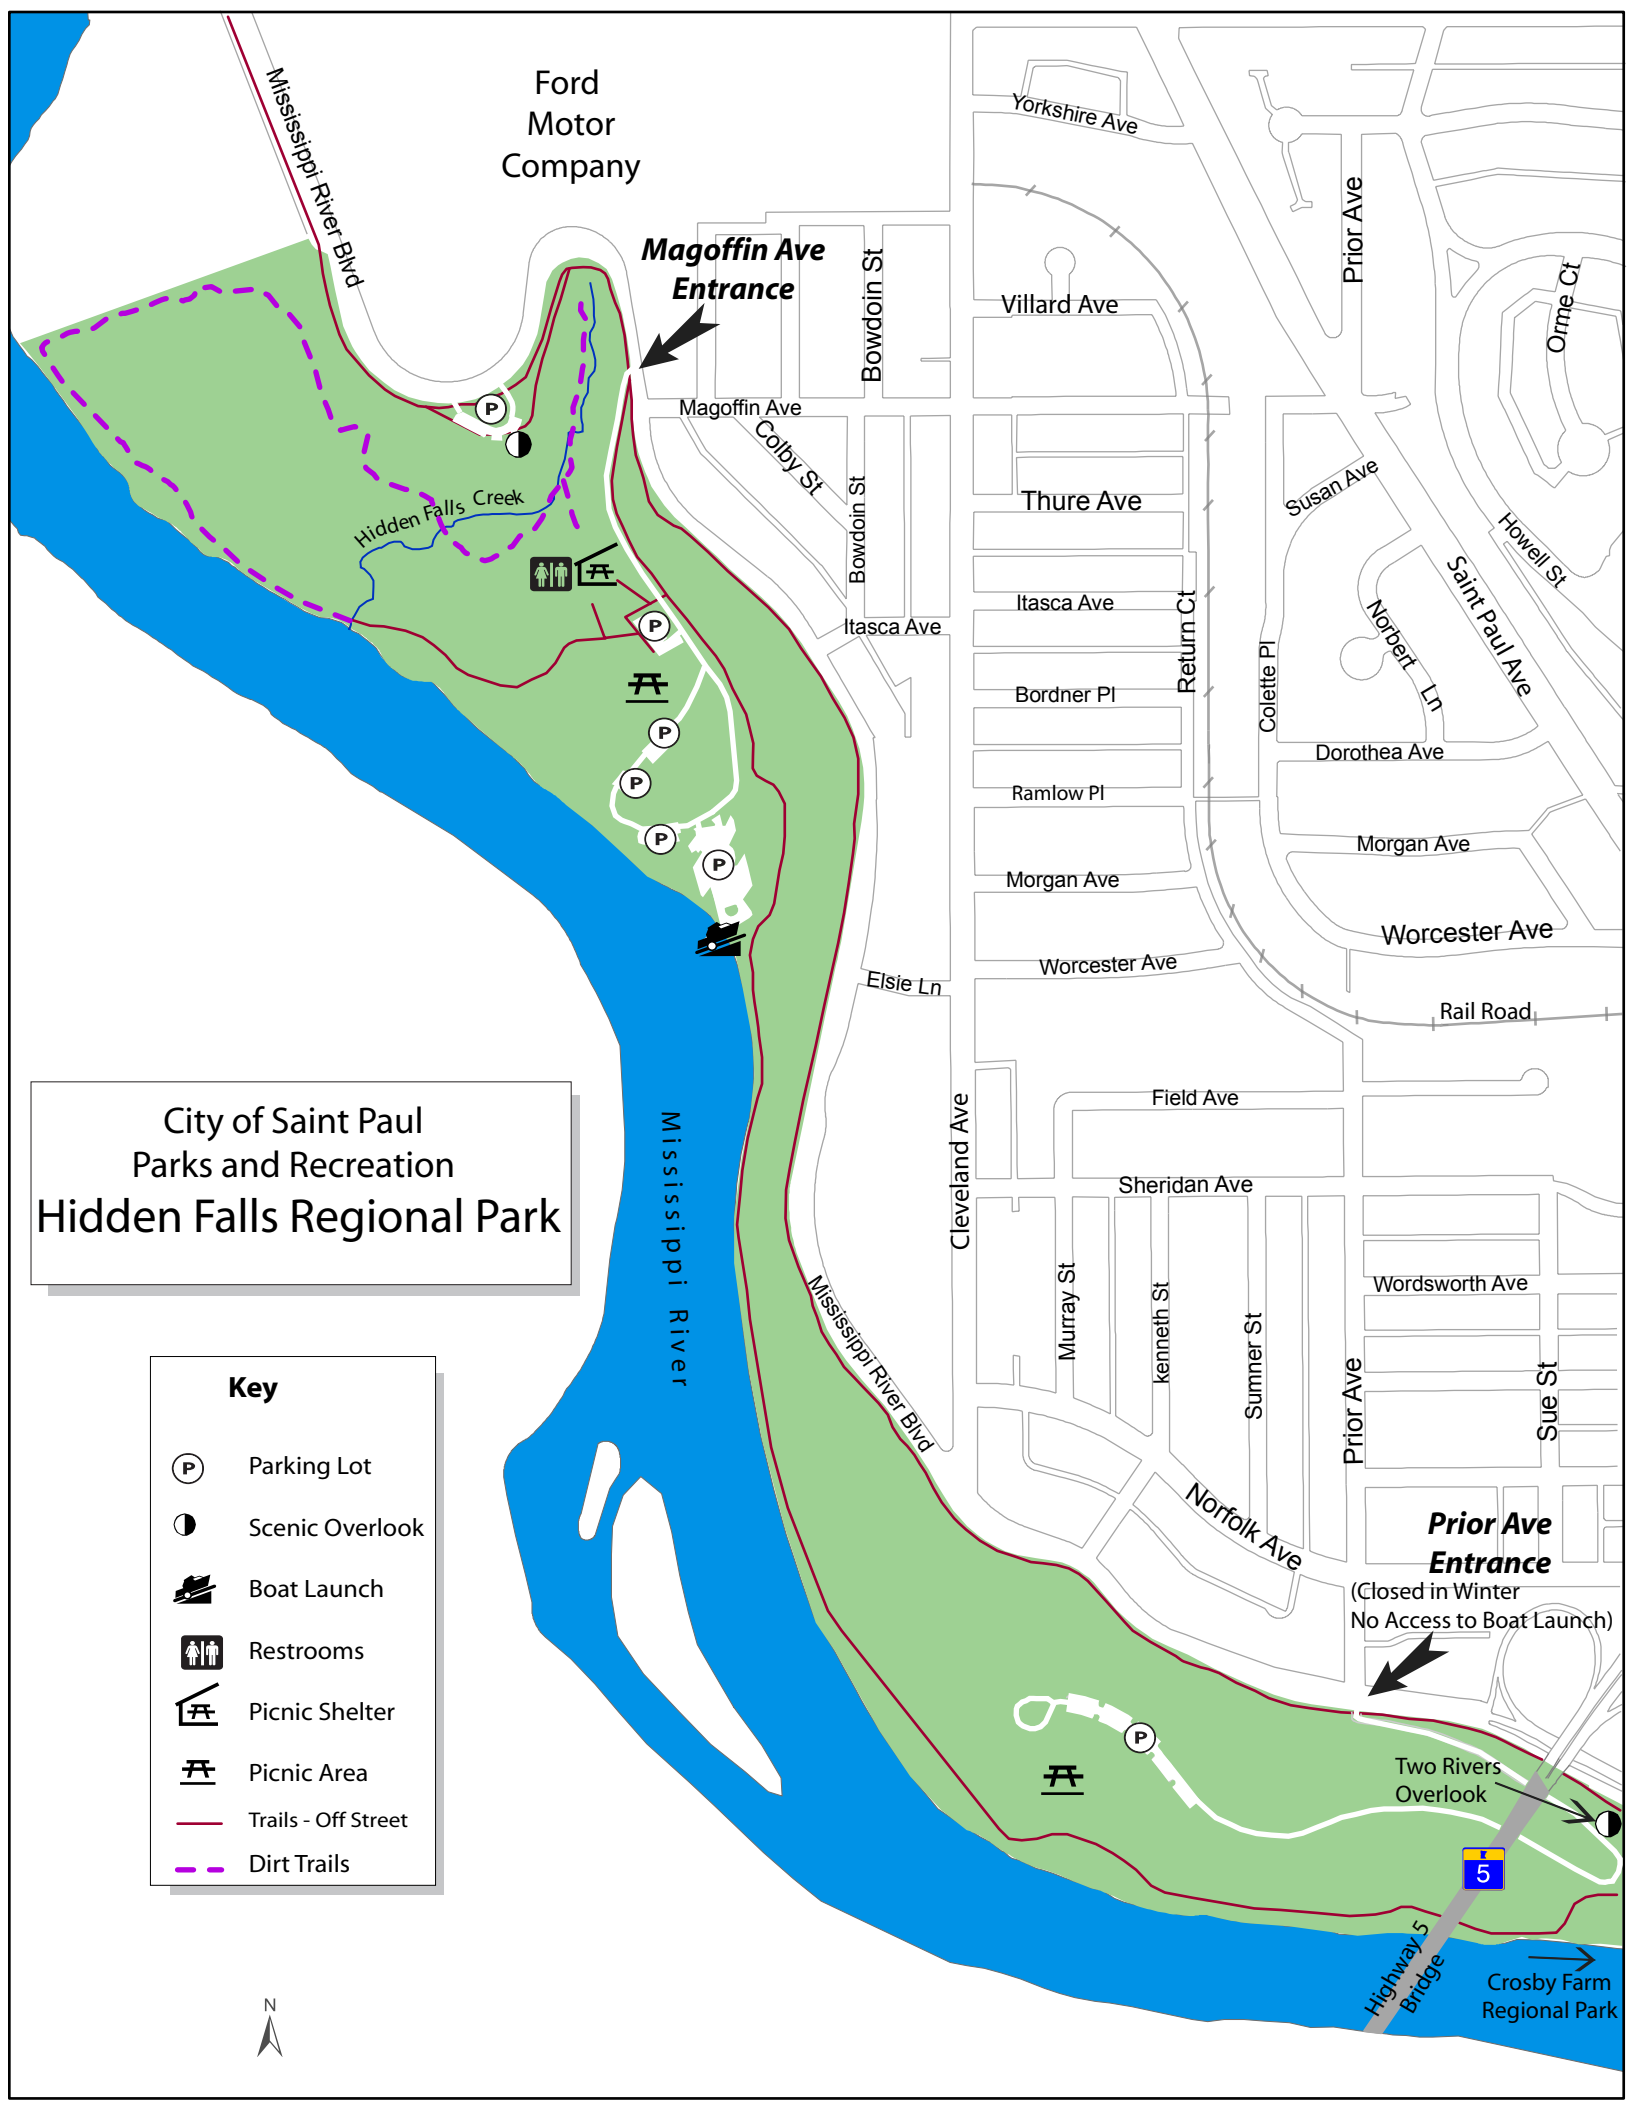 Ford
Motor
Company
Mississippi River Blvd
Magoffin Ave
Entrance
Yorkshire Ave
Prior Ave
Bowdoin St
Villard Ave
Orme Ct
P
Magoffin Ave
Colby St
Bowdoin St
Thure Ave
Susan Ave
Howell St
Hidden Falls Creek
Itasca Ave
Itasca Ave
Return Ct
Colette Pl
Norbert Ln
Saint Paul Ave
P
Bordner Pl
P
Dorothea Ave
P
Ramlow Pl
P
P
Morgan Ave
Morgan Ave
Worcester Ave
Worcester Ave
Elsie Ln
Rail Road
City of Saint Paul
Parks and Recreation
Hidden Falls Regional Park
Mississippi River
Cleveland Ave
Field Ave
Sheridan Ave
Murray St
kenneth St
Sumner St
Prior Ave
Wordsworth Ave
Sue St
Mississippi River Blvd
Norfolk Ave
Prior Ave
Entrance
(Closed in Winter
No Access to Boat Launch)
P
Two Rivers
Overlook
5
Highway 5
Bridge
Crosby Farm
Regional Park
Key
P
Parking Lot
Scenic Overlook
Boat Launch
Restrooms
Picnic Shelter
Picnic Area
Trails - Off Street
Dirt Trails
N